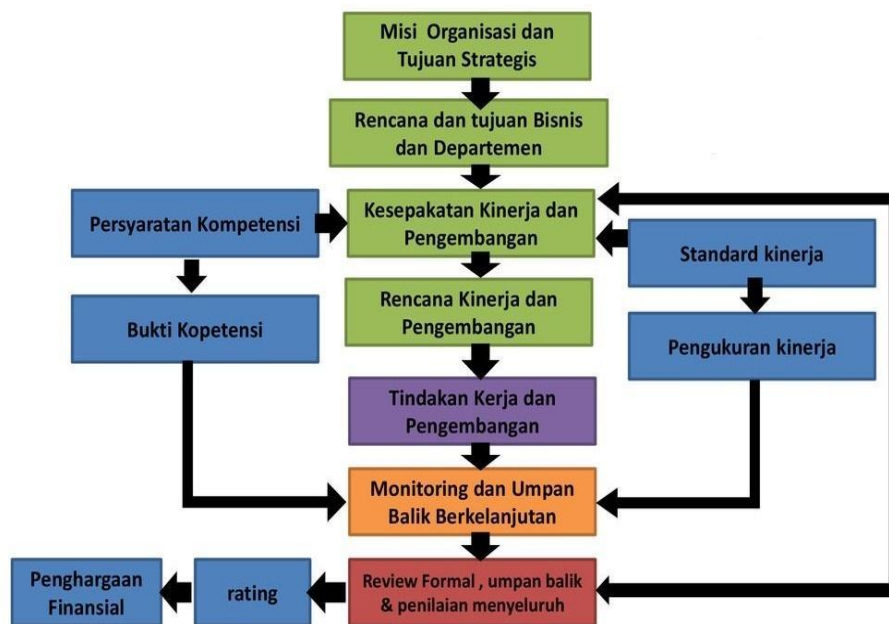 Misi Organisasi dan
Tujuan Strategis
Rencana dan tujuan Bisnis
dan Departemen
Persyaratan Kompetensi
Kesepakatan Kinerja dan
Pengembangan
Standard kinerja
Bukti Kopetensi
Rencana Kinerja dan
Pengembangan
Pengukuran kinerja
Tindakan Kerja dan
Pengembangan
Monitoring dan Umpan
Balik Berkelanjutan
Penghargaan
Finansial
rating
Review Formal , umpan balik
& penilaian menyeluruh